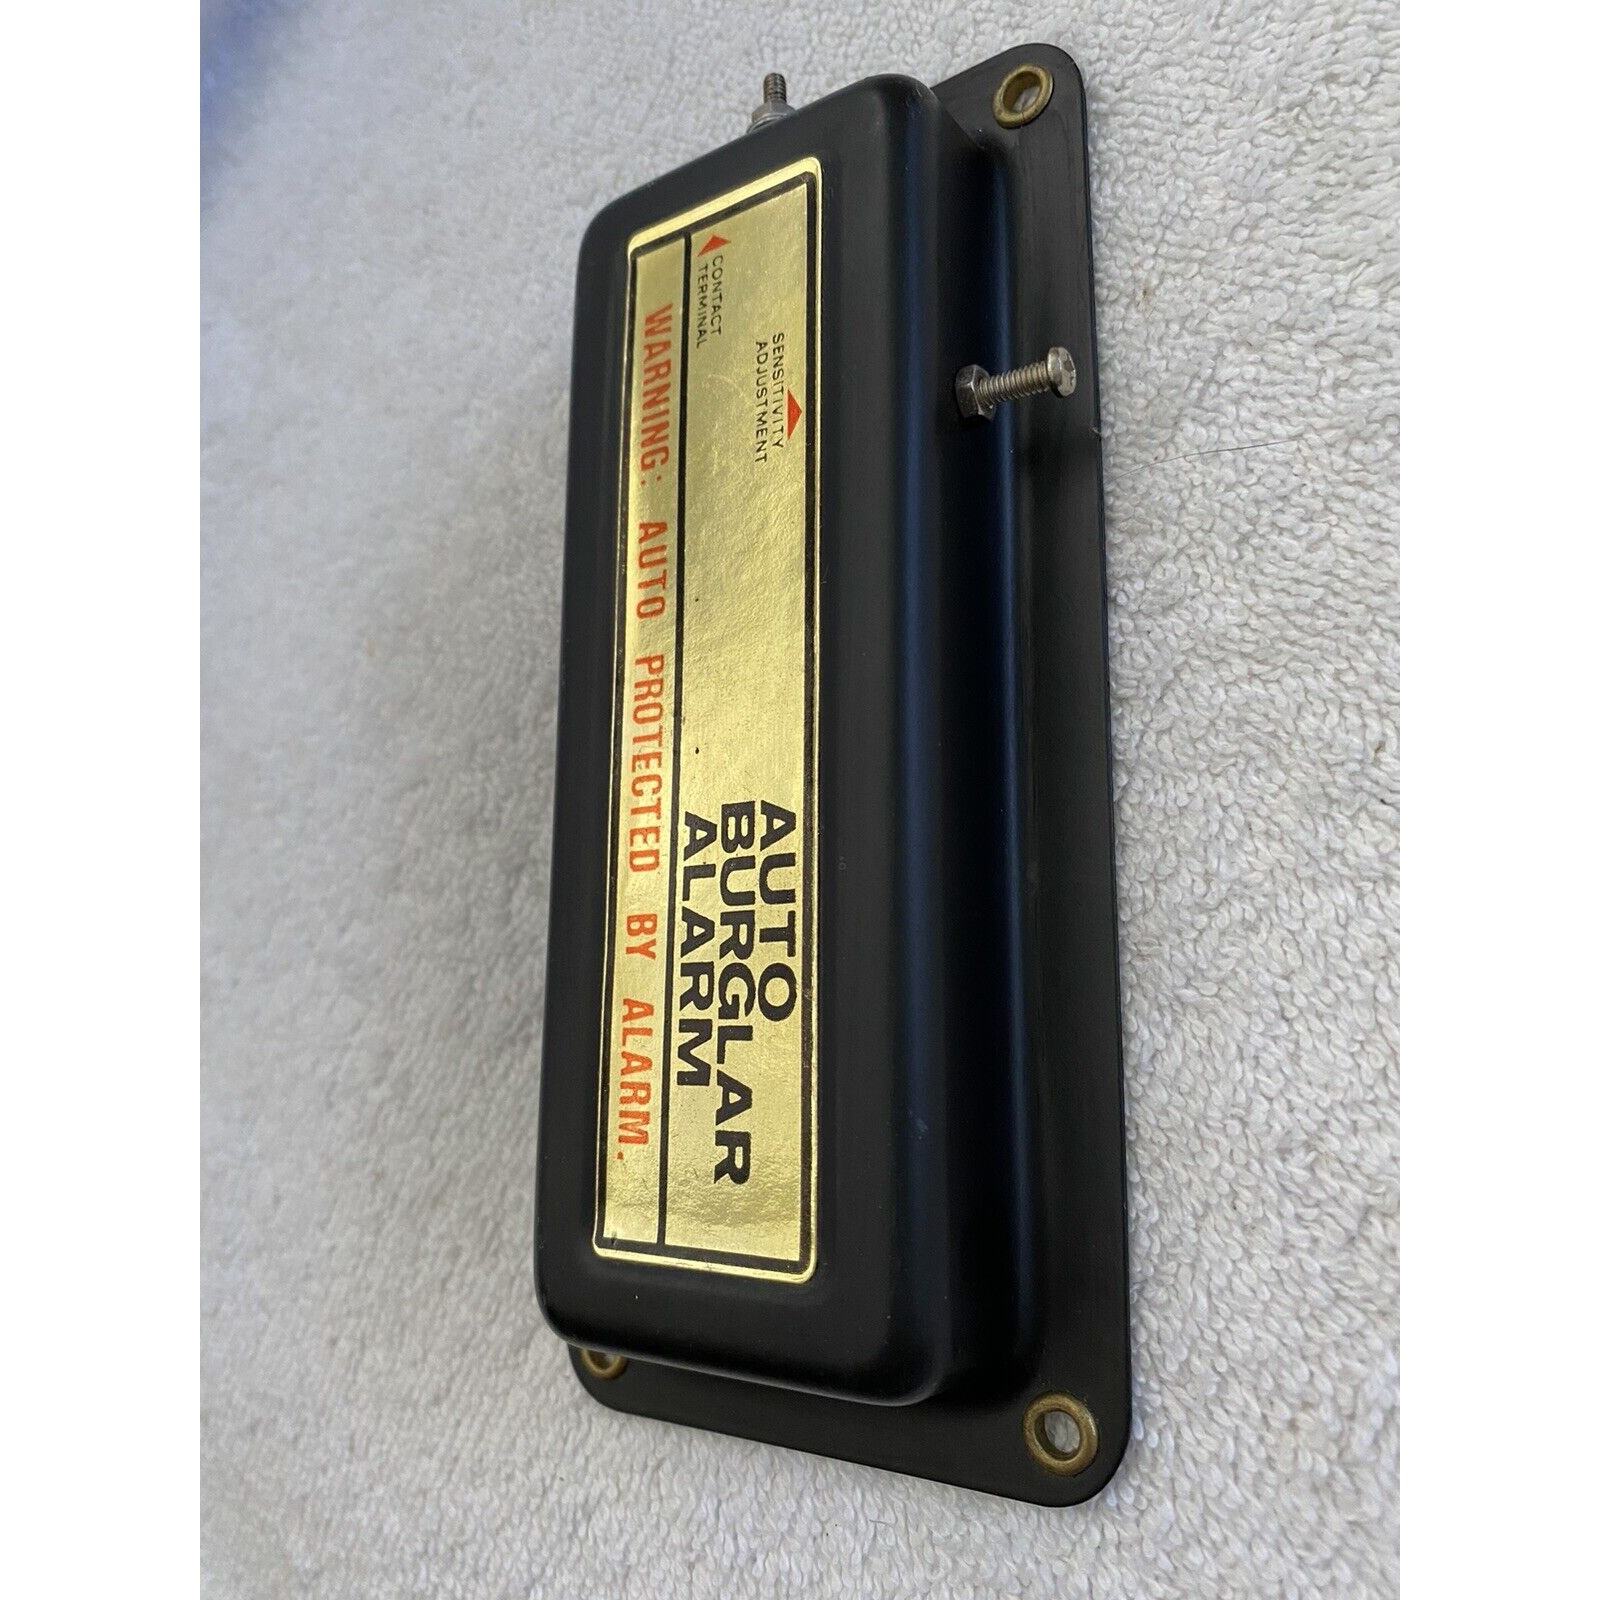 SENSITIVITY
ADJUSTMENT
CONTACT
TERMINAL
AUTO
BURGLAR
ALARM
WARNING: AUTO PROTECTED BY ALARM.